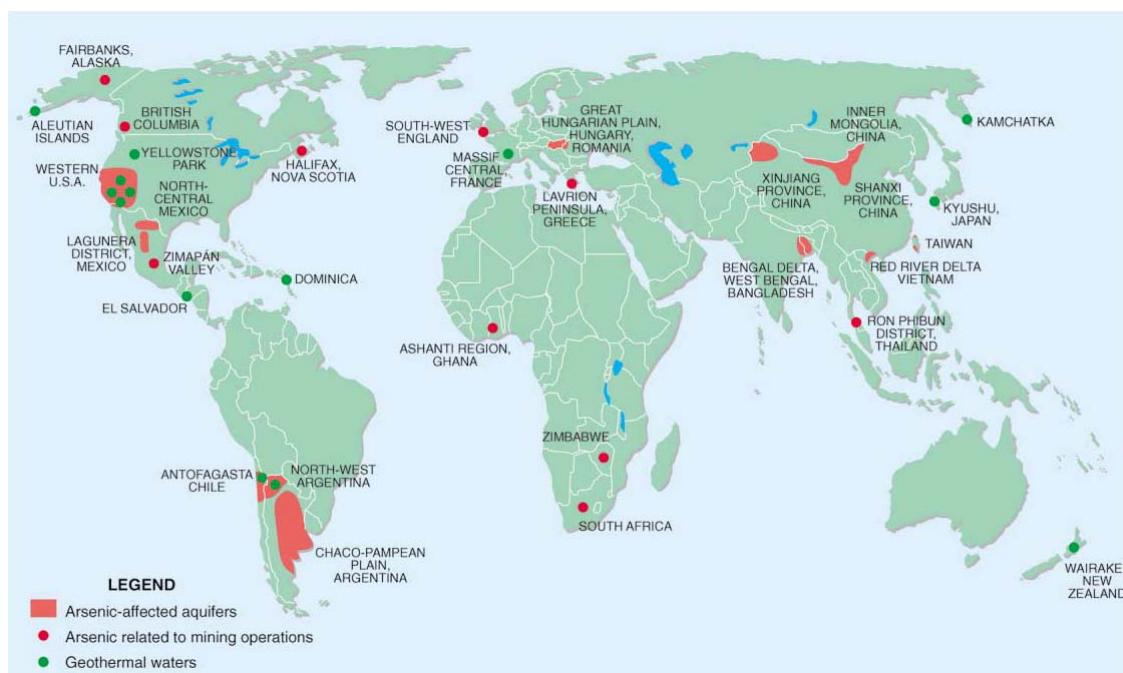 FAIRBANKS,
ALASKA
ALEUTIAN
ISLANDS
BRITISH
COLUMBIA
YELLOWSTONE
PARK
HALIFAX,
NOVA SCOTIA
WESTERN
U.S.A.
NORTH-
CENTRAL
MEXICO
LAGUNERA
DISTRICT,
MEXICO
ZIMAPÁN
VALLEY
DOMINICA
EL SALVADOR
ANTOFAGASTA
CHILE
NORTH-WEST
ARGENTINA
CHACO-PAMPEAN
PLAIN,
ARGENTINA
SOUTH-WEST
ENGLAND
MASSIF
CENTRAL,
FRANCE
GREAT
HUNGARIAN PLAIN,
HUNGARY,
ROMANIA
LAVRION
PENINSULA,
GREECE
ASHANTI REGION,
GHANA
ZIMBABWE
SOUTH AFRICA
INNER
MONGOLIA,
CHINA
KAMCHATKA
XINJIANG
PROVINCE,
CHINA
SHANXI
PROVINCE,
CHINA
KYUSHU,
JAPAN
TAIWAN
BENGAL DELTA,
WEST BENGAL,
BANGLADESH
RED RIVER DELTA
VIETNAM
RON PHIBUN
DISTRICT,
THAILAND
WAIRAKE
NEW
ZEALAND
LEGEND
Arsenic-affected aquifers
Arsenic related to mining operations
Geothermal waters